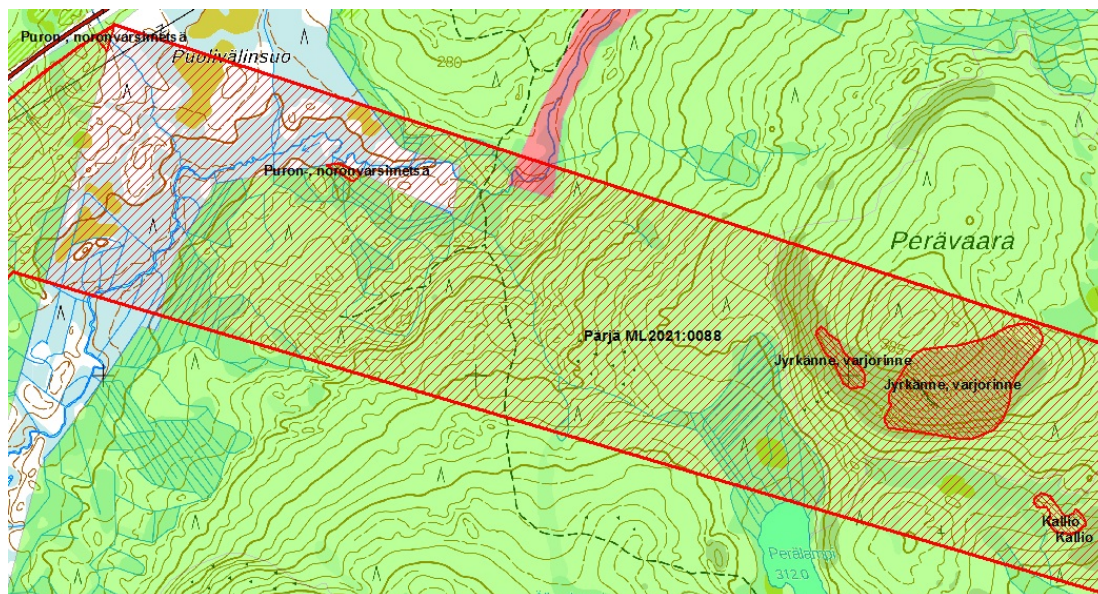 Puron-, noronvarsimetsä
Puolivälinsuo
280
Puron-, noronvarsimetsä
Perävaara
Pärjä ML2021:0088
Jyrkänne, varjorinne
Jyrkänne, varjorinne
Kallio
Kallio
Perälampi
312.0